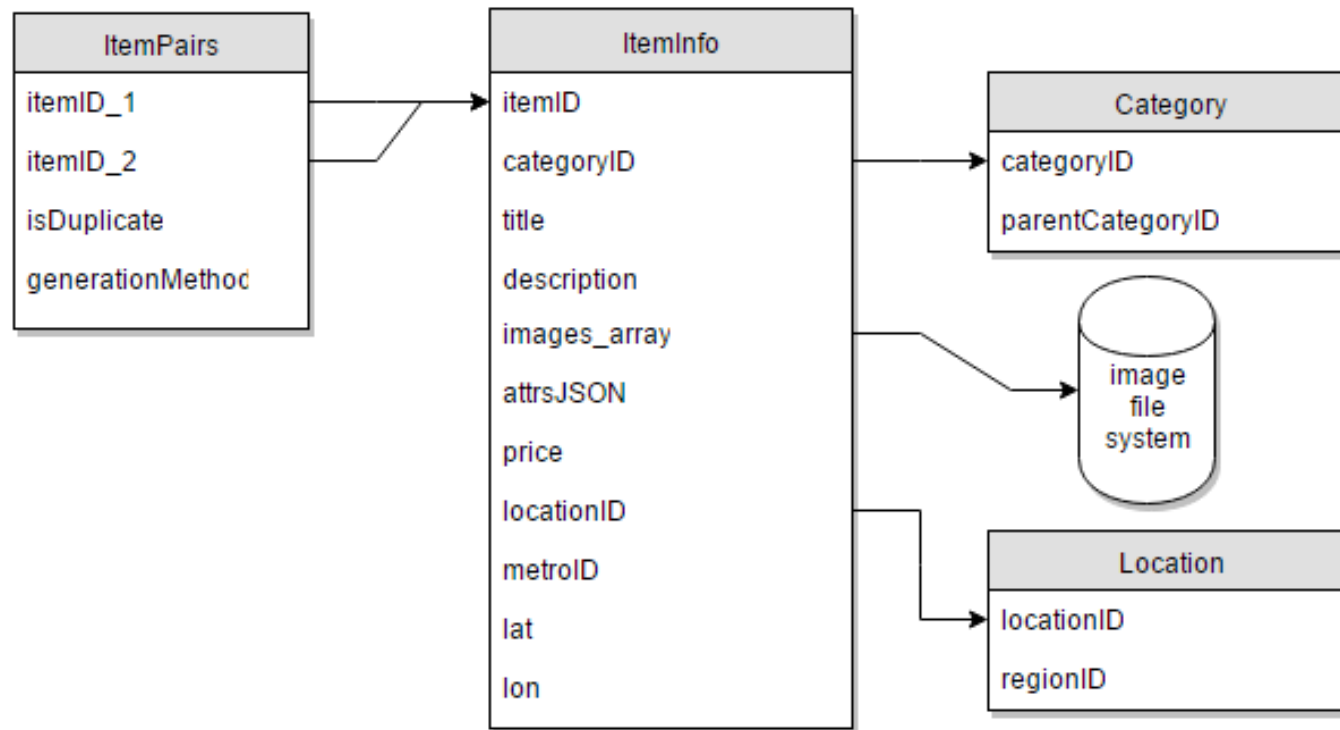 ItemPairs
itemID_1
itemID_2
isDuplicate
generationMethod
ItemInfo
itemID
categoryID
title
description
images_array
attrsJSON
price
locationID
metroID
lat
lon
Category
categoryID
parentCategoryID
image
file
system
Location
locationID
regionID